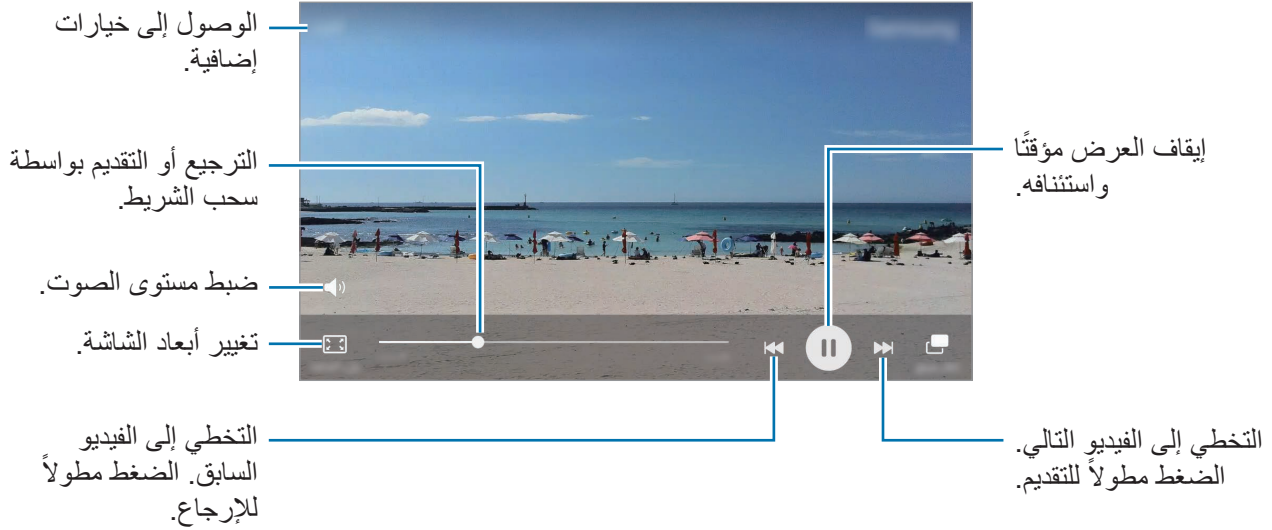 الوصول إلى خيارات
إضافية.
الترجيع أو التقديم بواسطة
سحب الشريط.
ضبط مستوى الصوت.
تغيير أبعاد الشاشة.
التخطي إلى الفيديو
السابق. الضغط مطولاً
للإرجاع.
إيقاف العرض مؤقتًا
واستئنافه.
التخطي إلى الفيديو التالي.
الضغط مطولاً للتقديم.